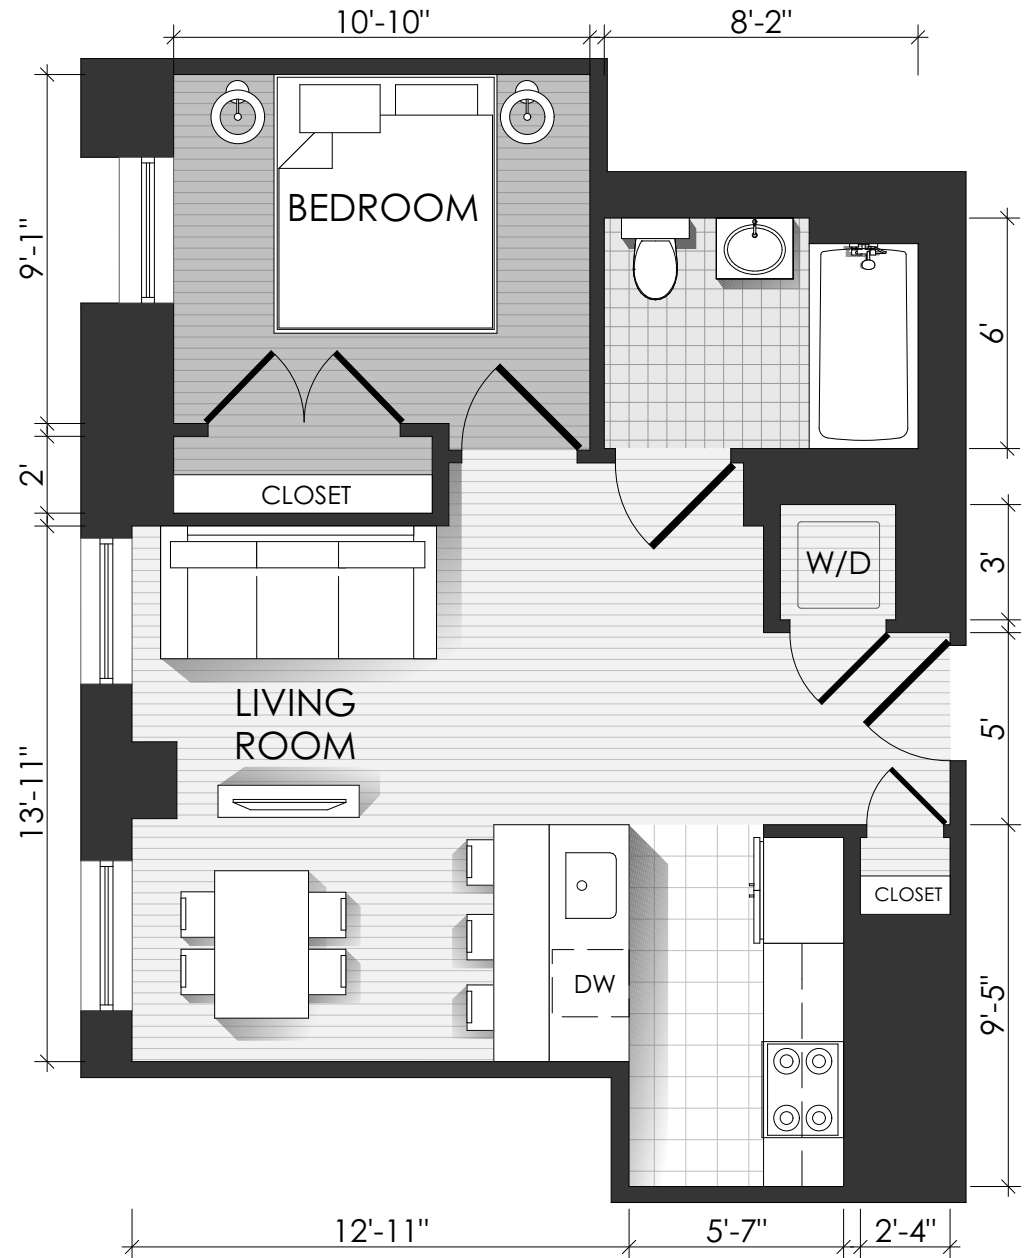 10'-10"
8'-2"
9'-1"
BEDROOM
6'
2'
CLOSET
W/D
3'
LIVING
ROOM
5'
13'-11"
CLOSET
DW
9'-5"
12'-11"
5'-7"
2'-4"